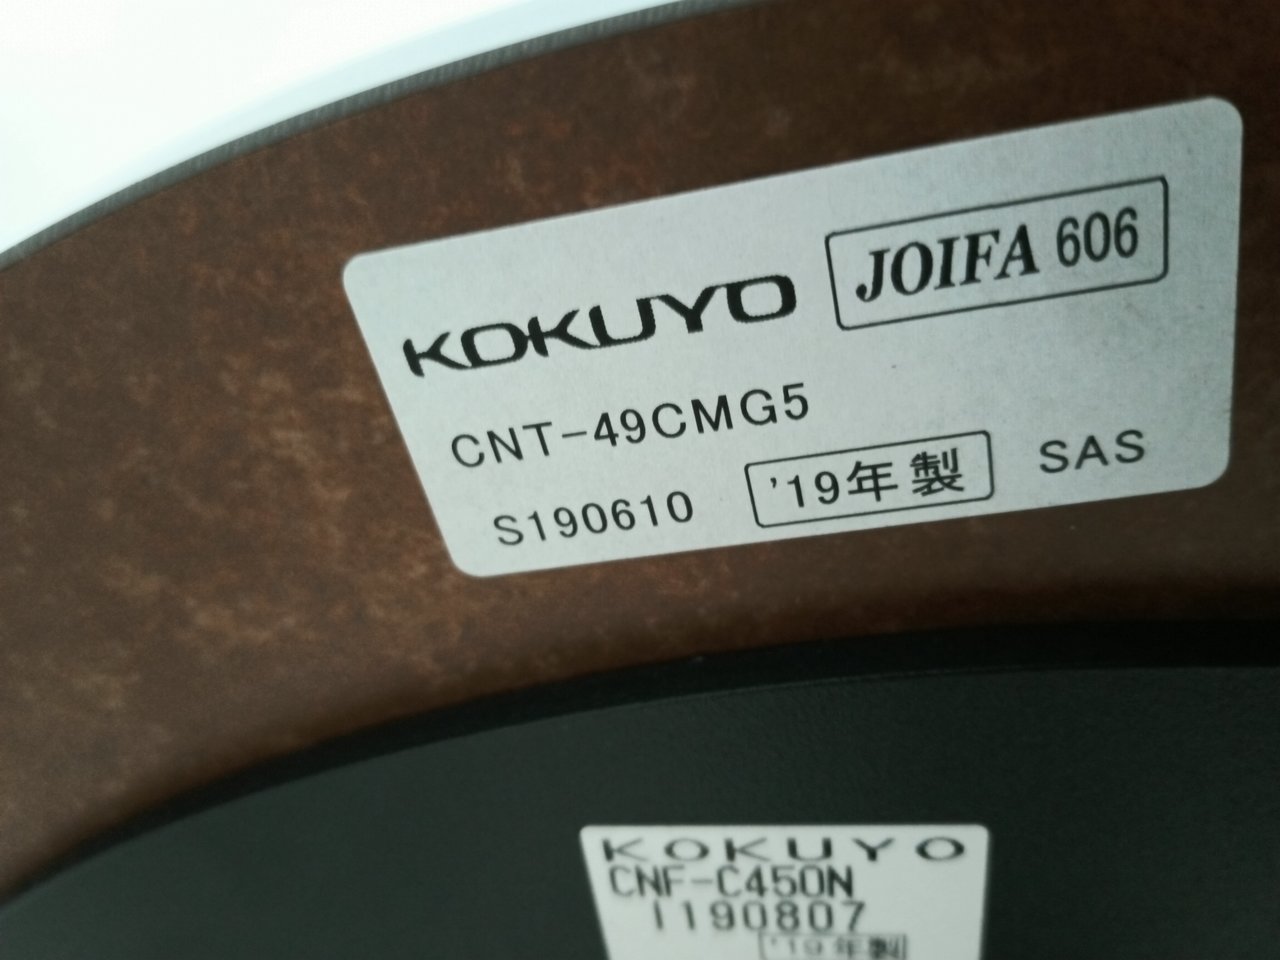 KOKUYO JOIFA 606
CNT-49CMG5
S190610 '19年製 SAS
KOKUYO
CNF-C450N
I190807
'19年製